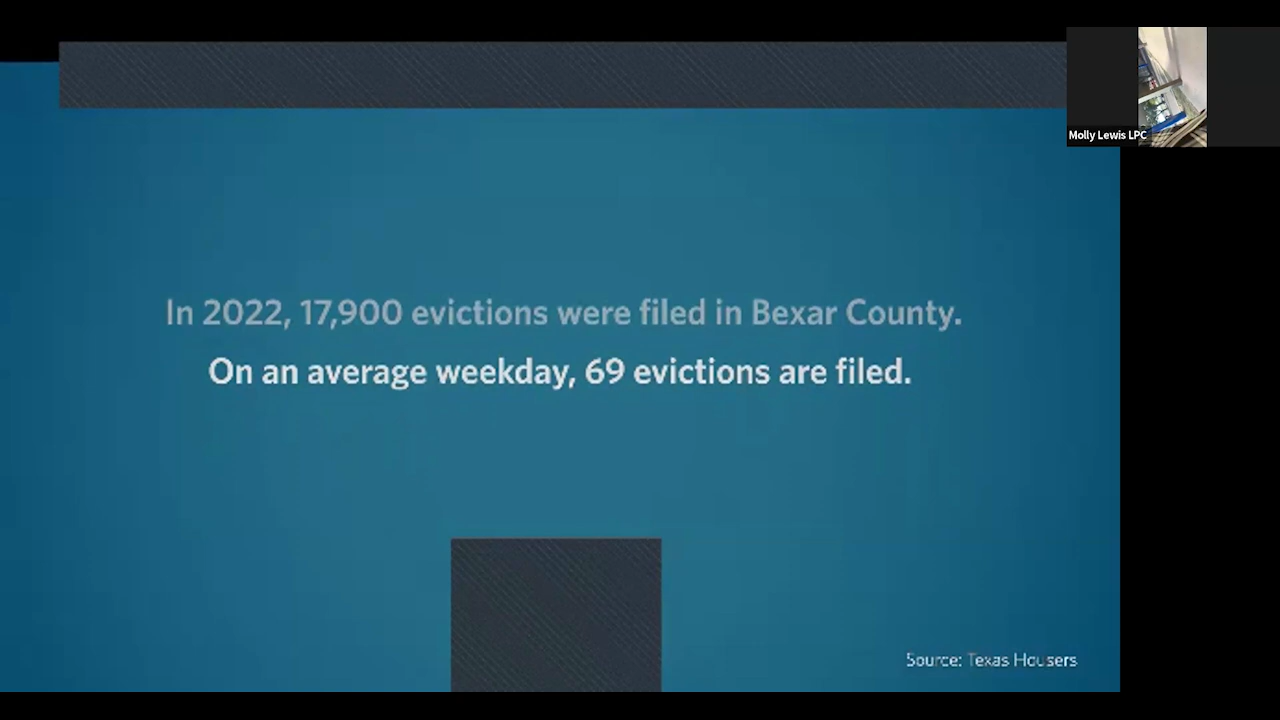 Molly Lewis LPC
In 2022, 17,900 evictions were filed in Bexar County.
On an average weekday, 69 evictions are filed.
Source: Texas Housers